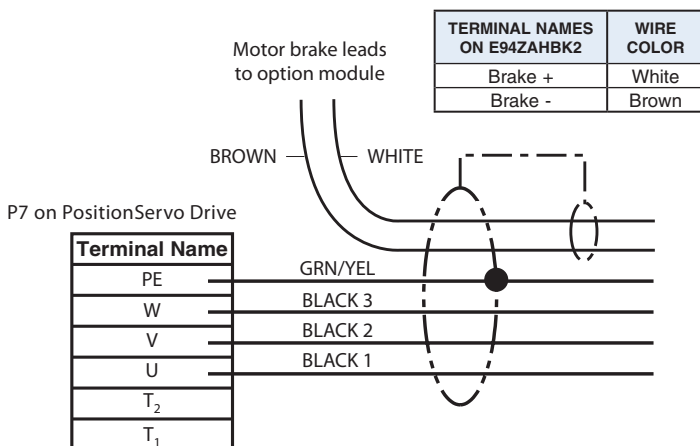 TERMINAL NAMES
ON E94ZAHBK2
WIRE
COLOR
Brake +
White
Brake -
Brown
Motor brake leads
to option module
BROWN
WHITE
P7 on PositionServo Drive
Terminal Name
PE
GRN/YEL
W
BLACK 3
V
BLACK 2
U
BLACK 1
T2
T1